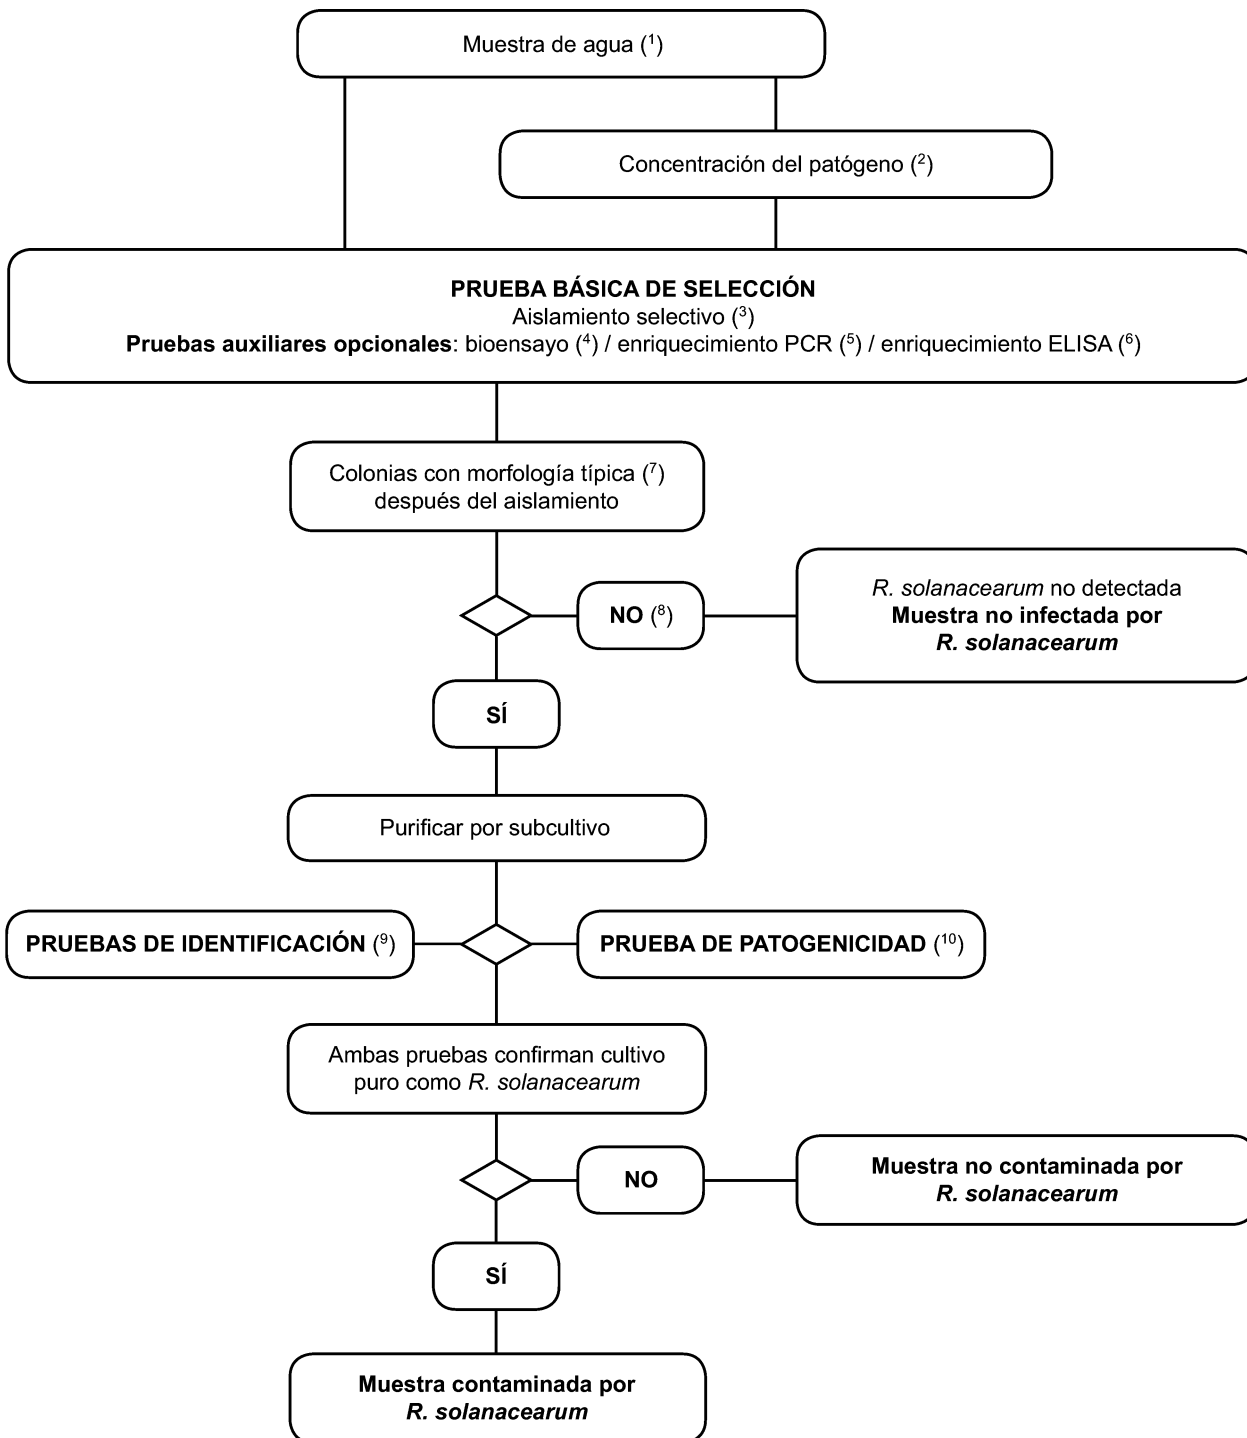 Muestra de agua (¹)
Concentración del patógeno (²)
PRUEBA BÁSICA DE SELECCIÓN
Aislamiento selectivo (³)
Pruebas auxiliares opcionales: bioensayo (⁴) / enriquecimiento PCR (⁵) / enriquecimiento ELISA (⁶)
Colonias con morfología típica (⁷)
después del aislamiento
NO (⁸)
R. solanacearum no detectada
Muestra no infectada por
R. solanacearum
SÍ
Purificar por subcultivo
PRUEBAS DE IDENTIFICACIÓN (⁹)
PRUEBA DE PATOGENICIDAD (¹⁰)
Ambas pruebas confirman cultivo
puro como R. solanacearum
NO
Muestra no contaminada por
R. solanacearum
SÍ
Muestra contaminada por
R. solanacearum